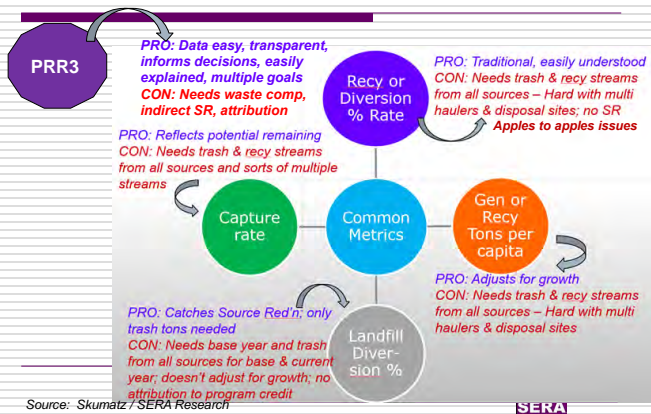 PRR3
PRO: Data easy, transparent,
informs decisions, easily
explained, multiple goals
CON: Needs waste comp,
indirect SR, attribution
Recy or
Diversion
% Rate
PRO: Traditional, easily understood
CON: Needs trash & recy streams
from all sources – Hard with multi
haulers & disposal sites; no SR
Apples to apples issues
PRO: Reflects potential remaining
CON: Needs trash & recy streams
from all sources and sorts of multiple
streams
Capture
rate
Common
Metrics
Gen or
Recy
Tons per
capita
PRO: Adjusts for growth
CON: Needs trash & recy streams
from all sources – Hard with multi
haulers & disposal sites
PRO: Catches Source Red'n; only
trash tons needed
CON: Needs base year and trash
from all sources for base & current
year; doesn't adjust for growth; no
attribution to program credit
Landfill
Diver-
sion %
Source: Skumatz / SERA Research
SERA